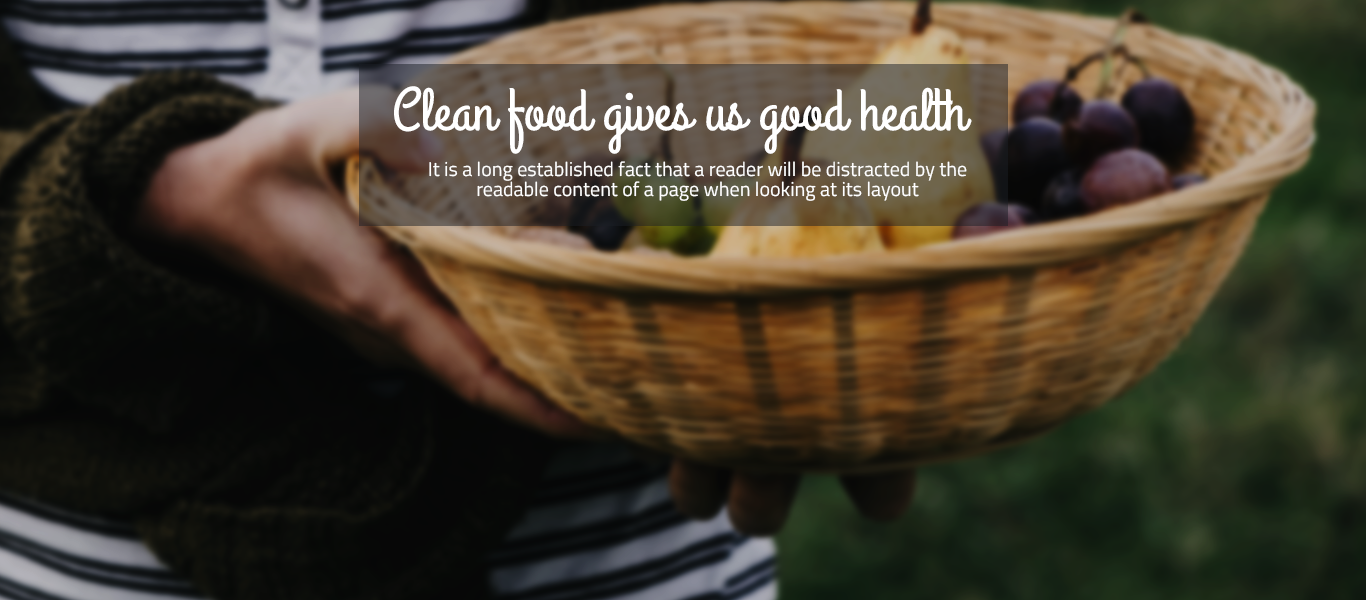 Clean food gives us good health
It is a long established fact that a reader will be distracted by the
readable content of a page when looking at its layout